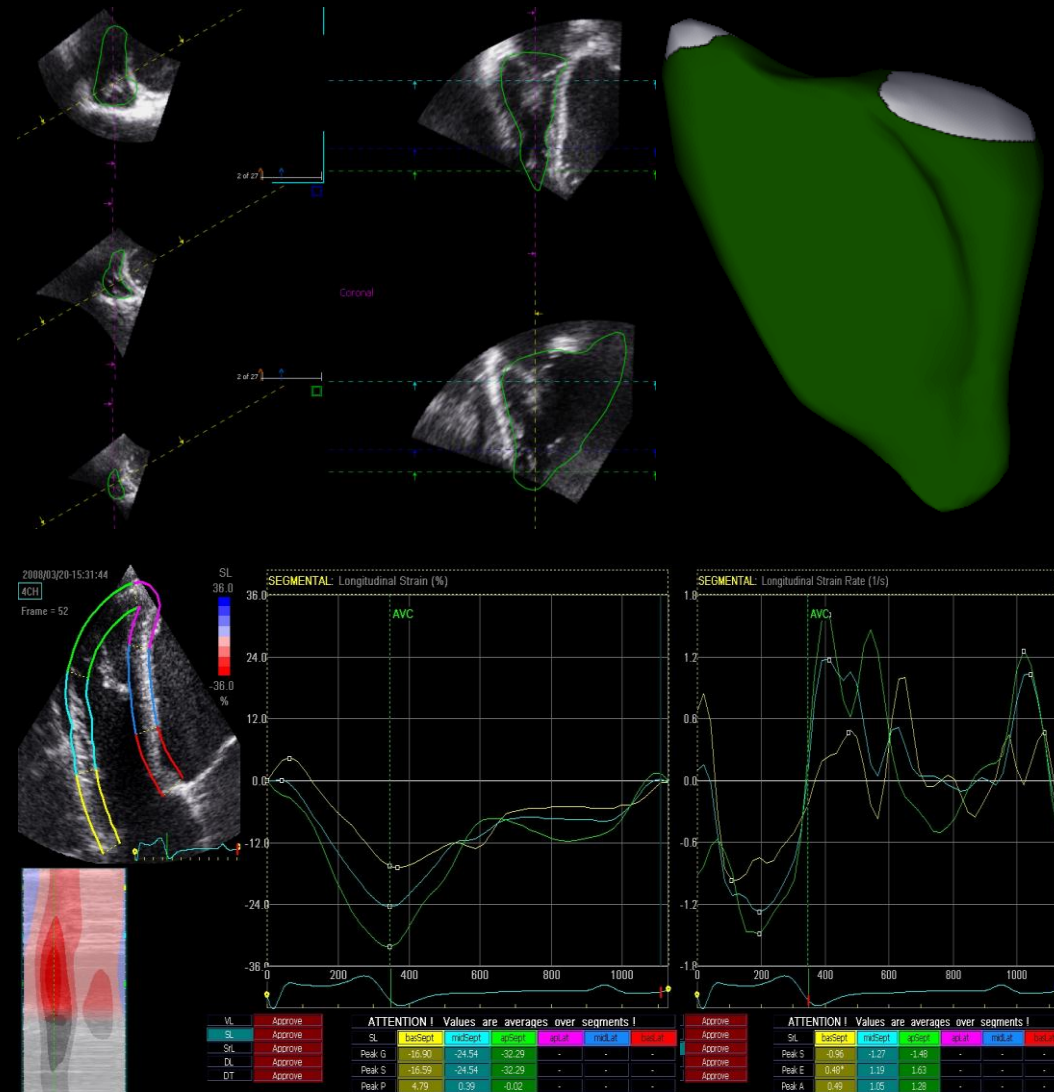 2 of 27
Coronal
2 of 27
2008/03/20-15:31:44
4CH
Frame = 52
SL
36.0
-36.0
%
SEGMENTAL: Longitudinal Strain (%)
36.0
24.0
12.0
0.0
-12.0
-24.0
-36.0
AVC
0 200 400 600 800 1000
SEGMENTAL: Longitudinal Strain Rate (1/s)
1.8
1.2
0.6
0.0
-0.6
-1.2
-1.8
AVC
0 200 400 600 800 1000
VL Approve
SL Approve
SrL Approve
DL Approve
DT Approve
ATTENTION ! Values are averages over segments !
SL basSept midSept apSept apLat midLat basLat
Peak G -16.90 -24.54 -32.29 - - -
Peak S -16.59 -24.54 -32.29 - - -
Peak P 4.79 0.39 -0.02 - - -
Approve
Approve
Approve
Approve
Approve
ATTENTION ! Values are averages over segments !
SrL basSept midSept apSept apLat midLat basLat
Peak S -0.96 -1.27 -1.48 - - -
Peak E 0.48* 1.19 1.63 - - -
Peak A 0.49 1.05 1.28 - - -